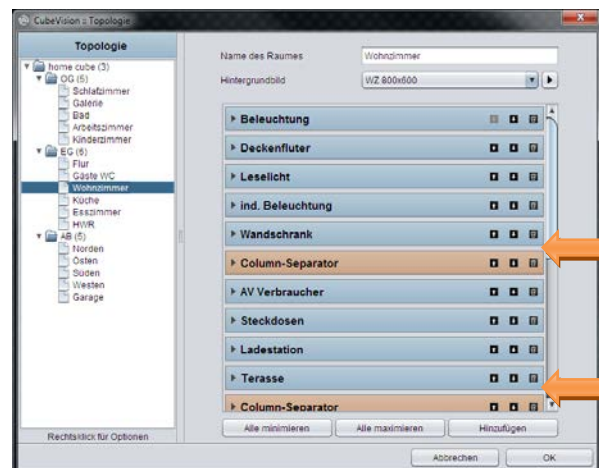 CubeVision :: Topologie
Topologie
home cube (3)
OG (5)
Schlafzimmer
Galerie
Bad
Arbeitszimmer
Kinderzimmer
EG (6)
Flur
Gäste WC
Wohnzimmer
Küche
Esszimmer
HWR
AB (5)
Norden
Osten
Süden
Westen
Garage
Rechtsklick für Optionen
Name des Raumes Wohnzimmer
Hintergrundbild WZ 800x600
Beleuchtung
Deckenfluter
Leselicht
ind. Beleuchtung
Wandschrank
Column-Separator
AV Verbraucher
Steckdosen
Ladestation
Terasse
Column-Separator
Alle minimieren Alle maximieren Hinzufügen
Abbrechen OK